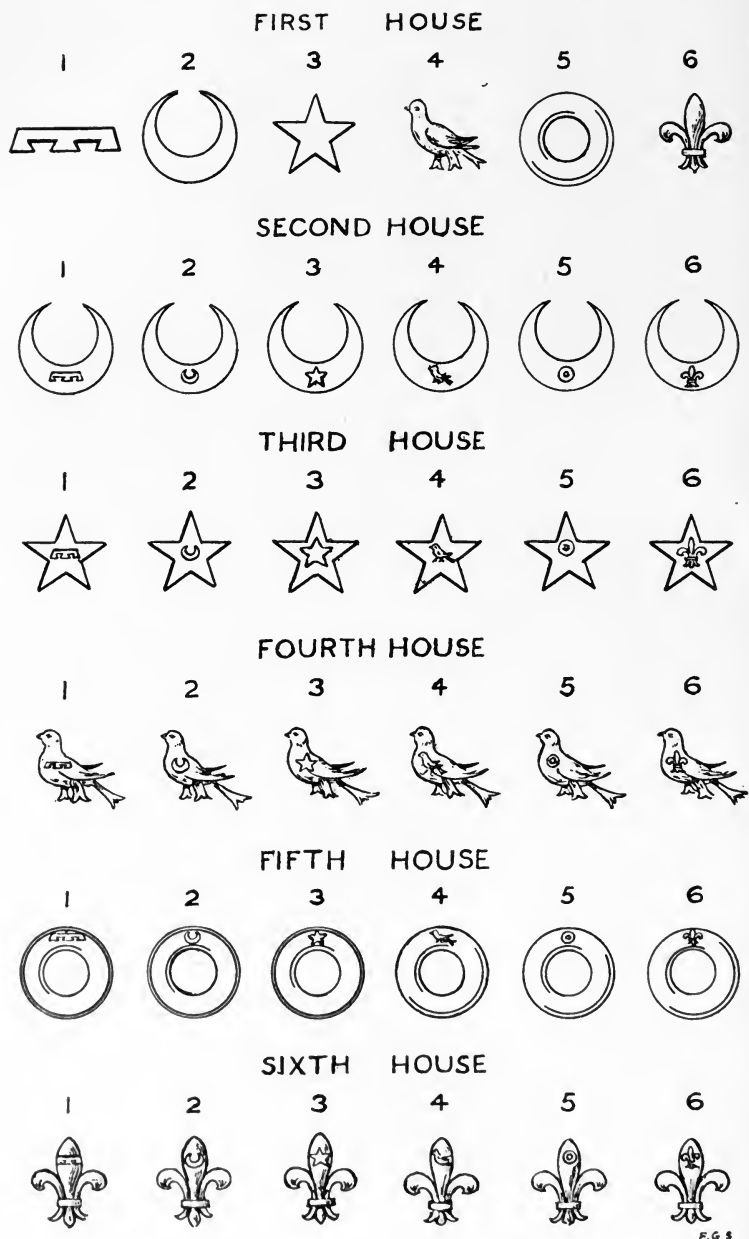 FIRST HOUSE
1 2 3 4 5 6
SECOND HOUSE
1 2 3 4 5 6
THIRD HOUSE
1 2 3 4 5 6
FOURTH HOUSE
1 2 3 4 5 6
FIFTH HOUSE
1 2 3 4 5 6
SIXTH HOUSE
1 2 3 4 5 6
F.G.S